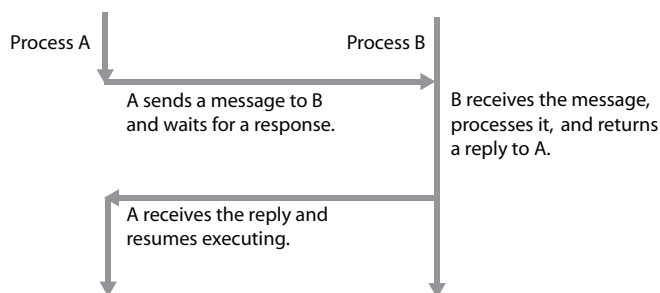 Process A
Process B
A sends a message to B
and waits for a response.
B receives the message,
processes it, and returns
a reply to A.
A receives the reply and
resumes executing.